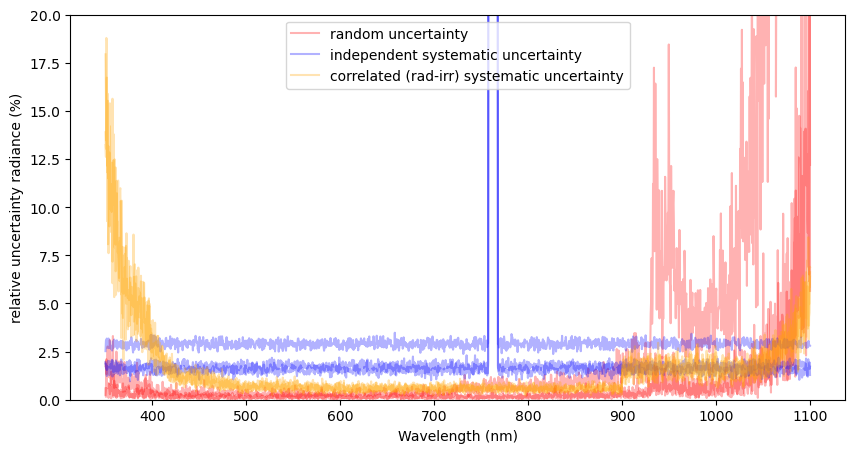 random uncertainty
independent systematic uncertainty
correlated (rad-irr) systematic uncertainty
relative uncertainty radiance (%)
20.0
17.5
15.0
12.5
10.0
7.5
5.0
2.5
0.0
400 500 600 700 800 900 1000 1100
Wavelength (nm)